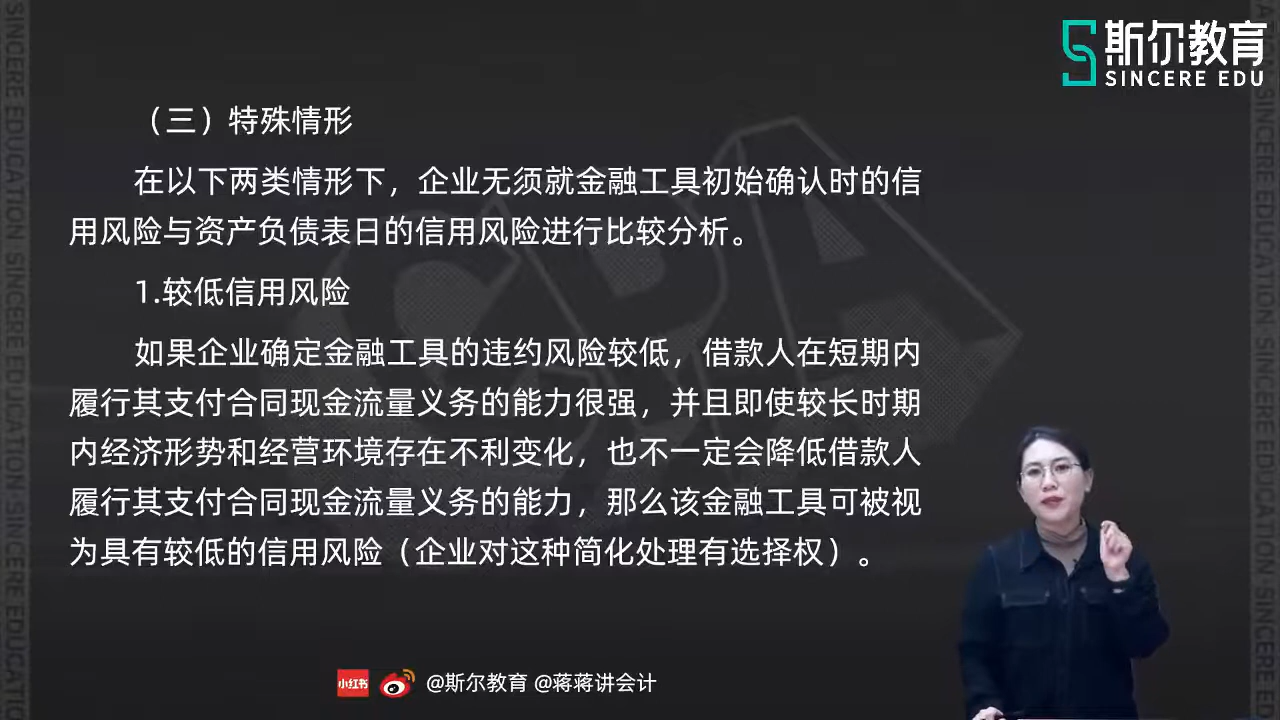 斯尔教育
SINCERE EDU
（三）特殊情形
在以下两类情形下，企业无须就金融工具初始确认时的信
用风险与资产负债表日的信用风险进行比较分析。
1.较低信用风险
如果企业确定金融工具的违约风险较低，借款人在短期内
履行其支付合同现金流量义务的能力很强，并且即使较长时期
内经济形势和经营环境存在不利变化，也不一定会降低借款人
履行其支付合同现金流量义务的能力，那么该金融工具可被视
为具有较低的信用风险（企业对这种简化处理有选择权）。
CPA
小红书 @斯尔教育 @蒋蒋讲会计
SINCERE EDUCATION SINCERE EDUCATION SINCERE EDUCATION